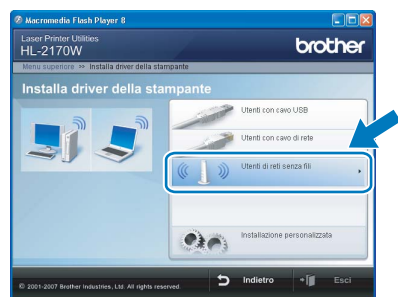 Macromedia Flash Player 8
Laser Printer Utilities
HL-2170W
brother
Menu superiore >> Installa driver della stampante
Installa driver della stampante
Utenti con cavo USB
Utenti con cavo di rete
Utenti di reti senza fili
Installazione personalizzata
© 2001-2007 Brother Industries, Ltd. All rights reserved.
Indietro
Esci